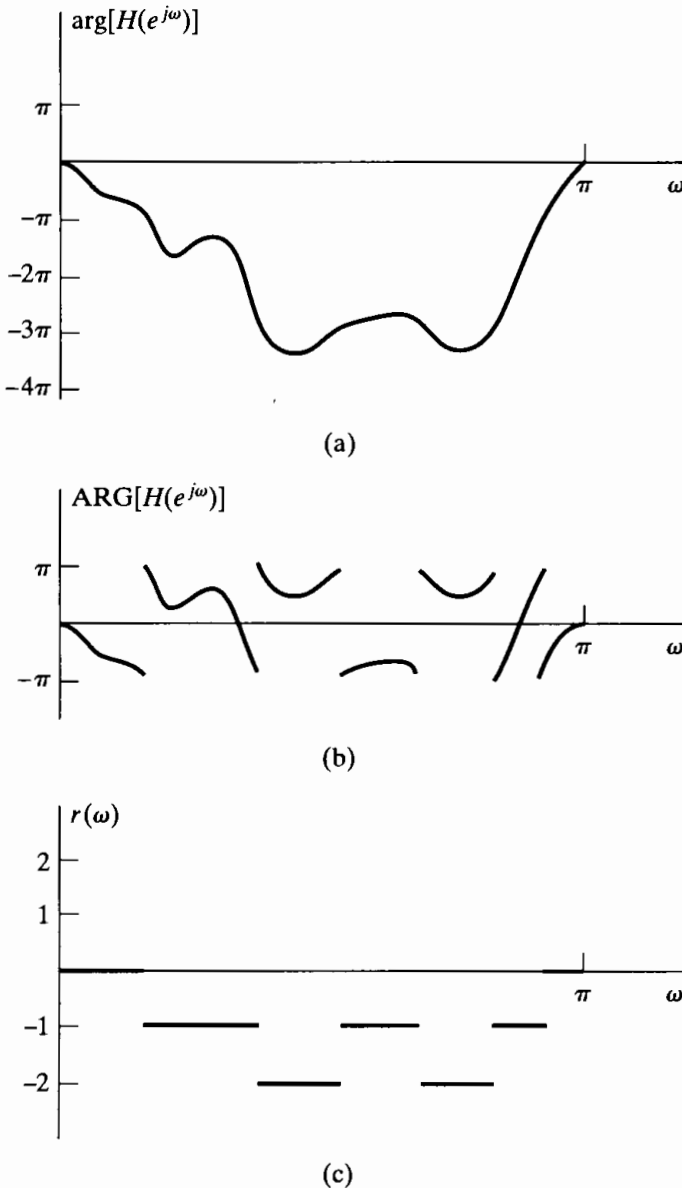 arg[H(e^{jω})]
π
π
ω
−π
−2π
−3π
−4π
(a)
ARG[H(e^{jω})]
π
π
ω
−π
(b)
r(ω)
2
1
π
ω
−1
−2
(c)